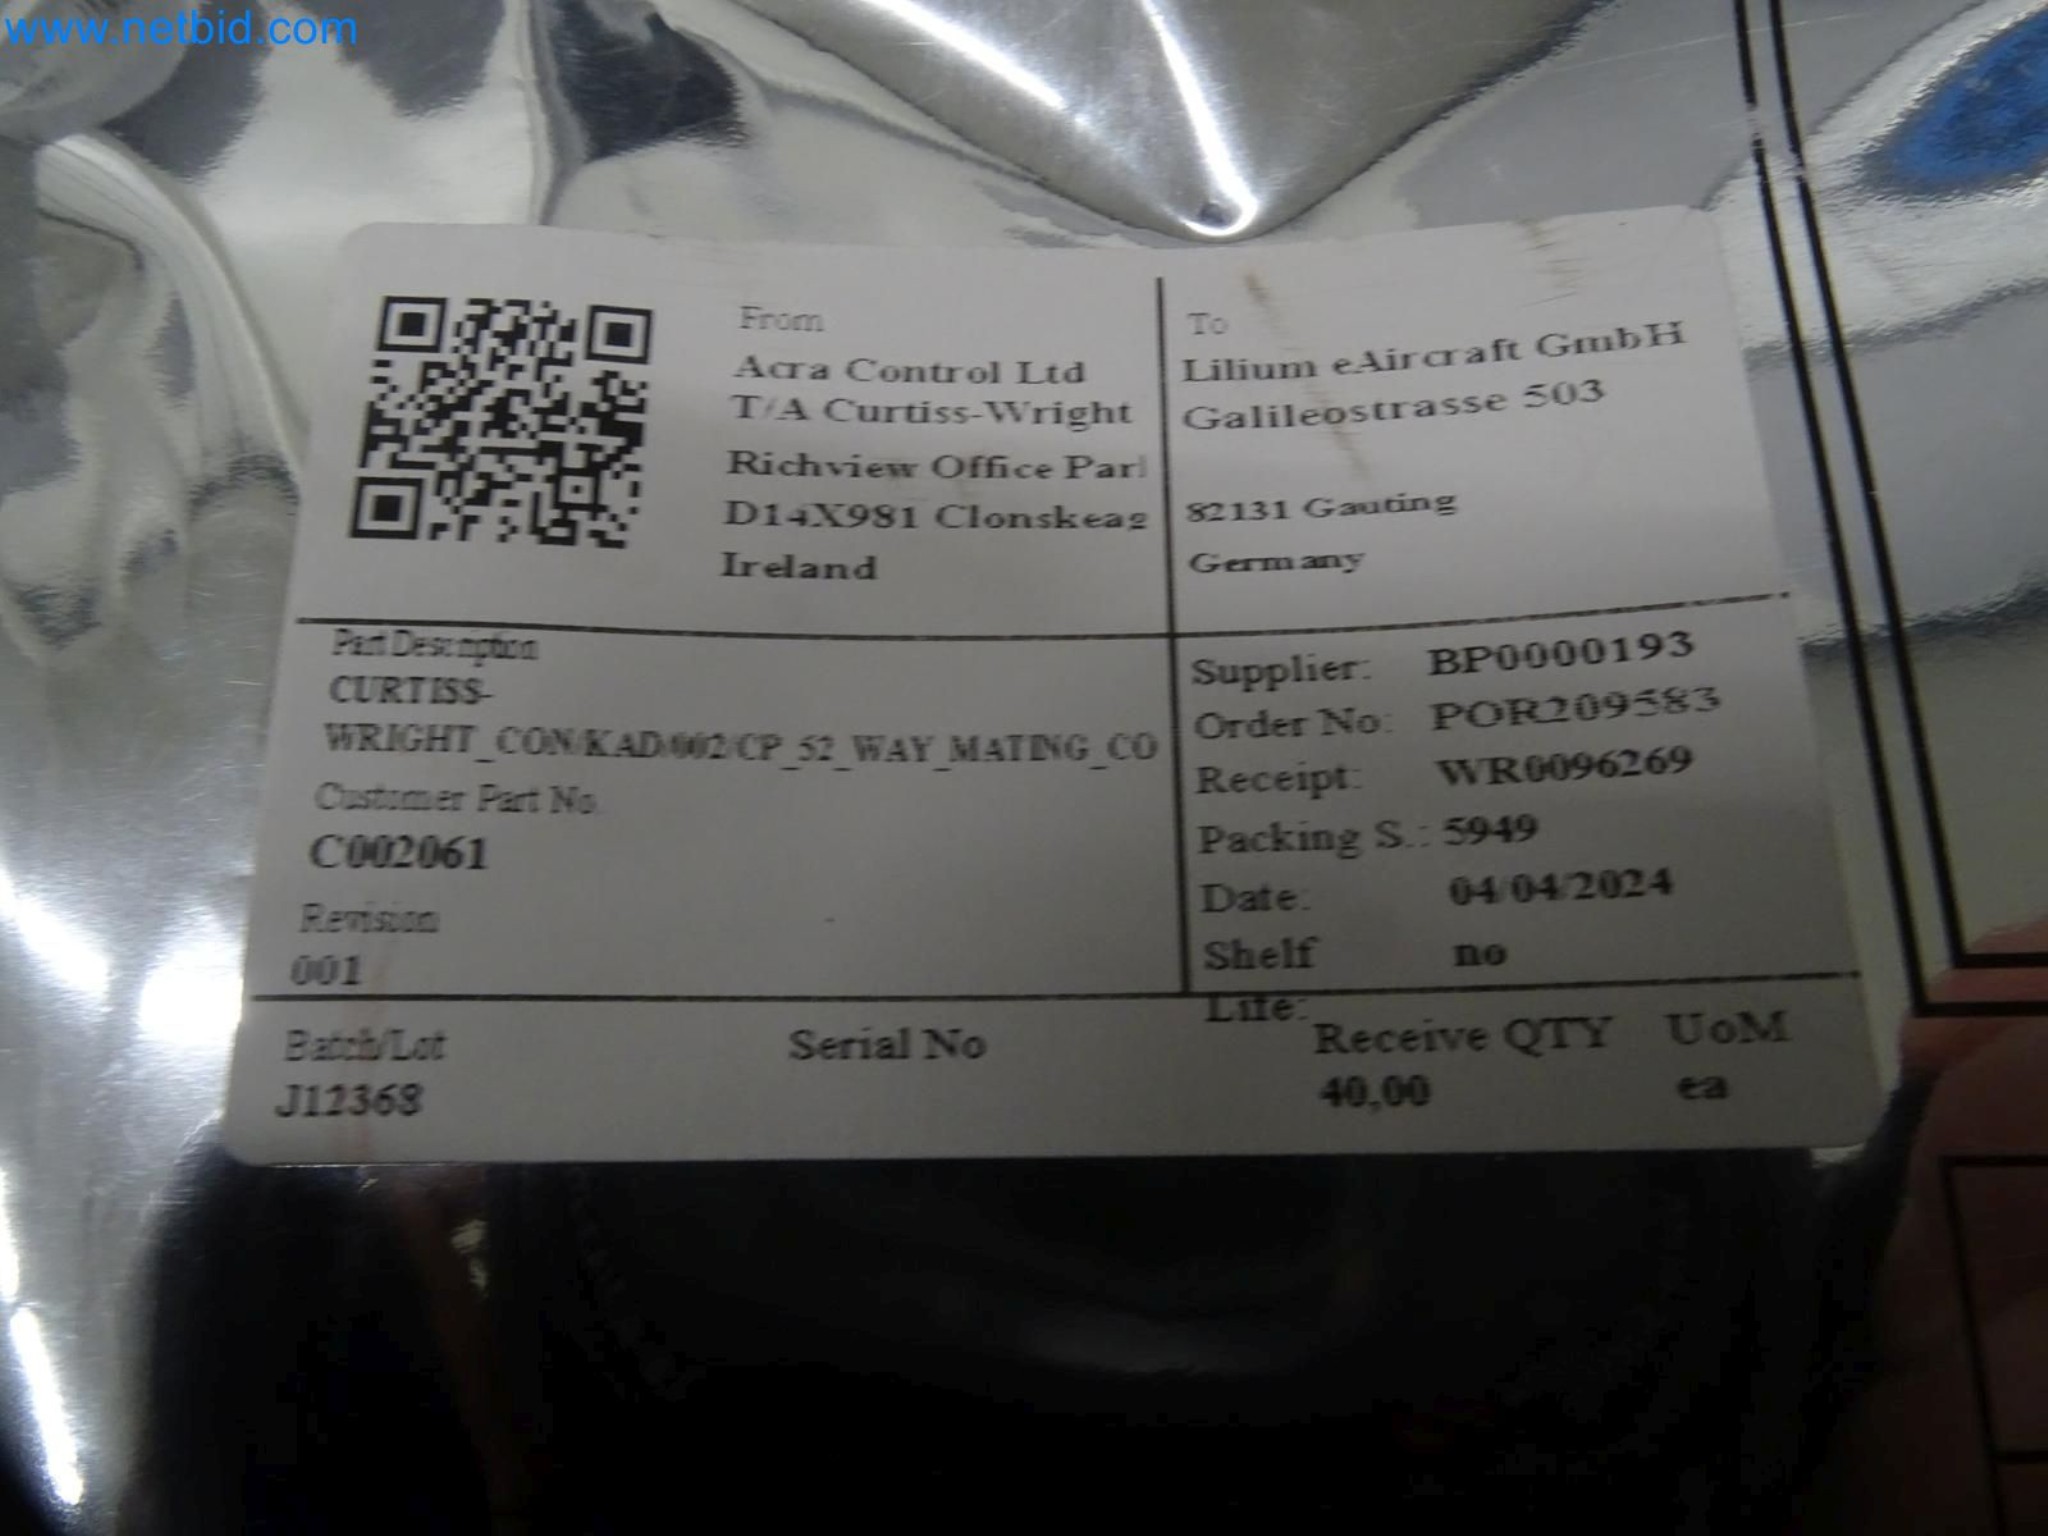 www.netbid.com
From
Acra Control Ltd
T/A Curtiss-Wright
Richview Office Parl
D14X981 Clonskeag
Ireland
To
Lilium eAircraft GmbH
Galileostrasse 503
82131 Gauting
Germany
Part Description
CURTISS-
WRIGHT_CON/KAD/002/CP_52_WAY_MATING_CO
Customer Part No
C002061
Revision
001
Supplier: BP0000193
Order No: POR209583
Receipt: WR0096269
Packing S.: 5949
Date: 04/04/2024
Shelf no
Life:
Batch/Lot
J12368
Serial No
Receive QTY UoM
40,00 ea